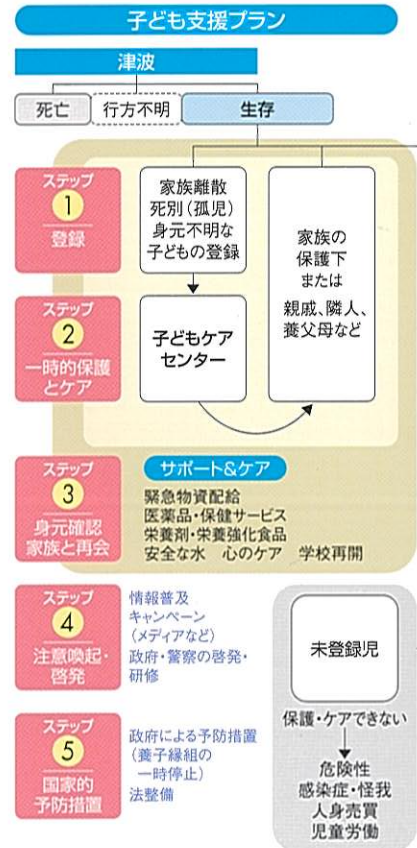 子ども支援プラン
津波
死亡
行方不明
生存
ステップ
1
登録
家族離散
死別(孤児)
身元不明な
子どもの登録
家族の
保護下
または
親戚、隣人、
養父母など
ステップ
2
一時的保護
とケア
子どもケア
センター
ステップ
3
身元確認
家族と再会
サポート&ケア
緊急物資配給
医薬品・保健サービス
栄養剤・栄養強化食品
安全な水 心のケア 学校再開
ステップ
4
注意喚起・
啓発
情報普及
キャンペーン
(メディアなど)
政府・警察の啓発・
研修
ステップ
5
国家的
予防措置
政府による予防措置
(養子縁組の
一時停止)
法整備
未登録児
保護・ケアできない
危険性
感染症・怪我
人身売買
児童労働